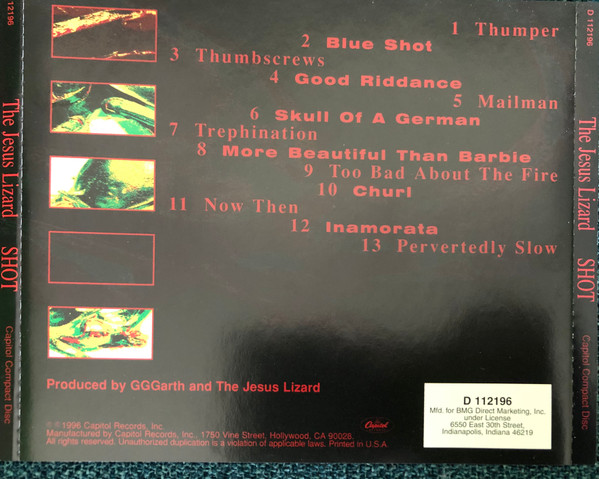 12196
The Jesus Lizard SHOT Capitol Compact Disc
1 Thumper
2 Blue Shot
3 Thumbscrews
4 Good Riddance
5 Mailman
6 Skull Of A German
7 Trephination
8 More Beautiful Than Barbie
9 Too Bad About The Fire
10 Churl
11 Now Then
12 Inamorata
13 Pervertedly Slow
Produced by GGGarth and The Jesus Lizard
℗ © 1996 Capitol Records, Inc.
Manufactured by Capitol Records, Inc., 1750 Vine Street, Hollywood, CA 90028.
All rights reserved. Unauthorized duplication is a violation of applicable laws. Printed in U.S.A.
Capitol
D 112196
Mfd. for BMG Direct Marketing, Inc.
under License
6550 East 30th Street,
Indianapolis, Indiana 46219
D 112196
The Jesus Lizard SHOT Capitol Compact Disc